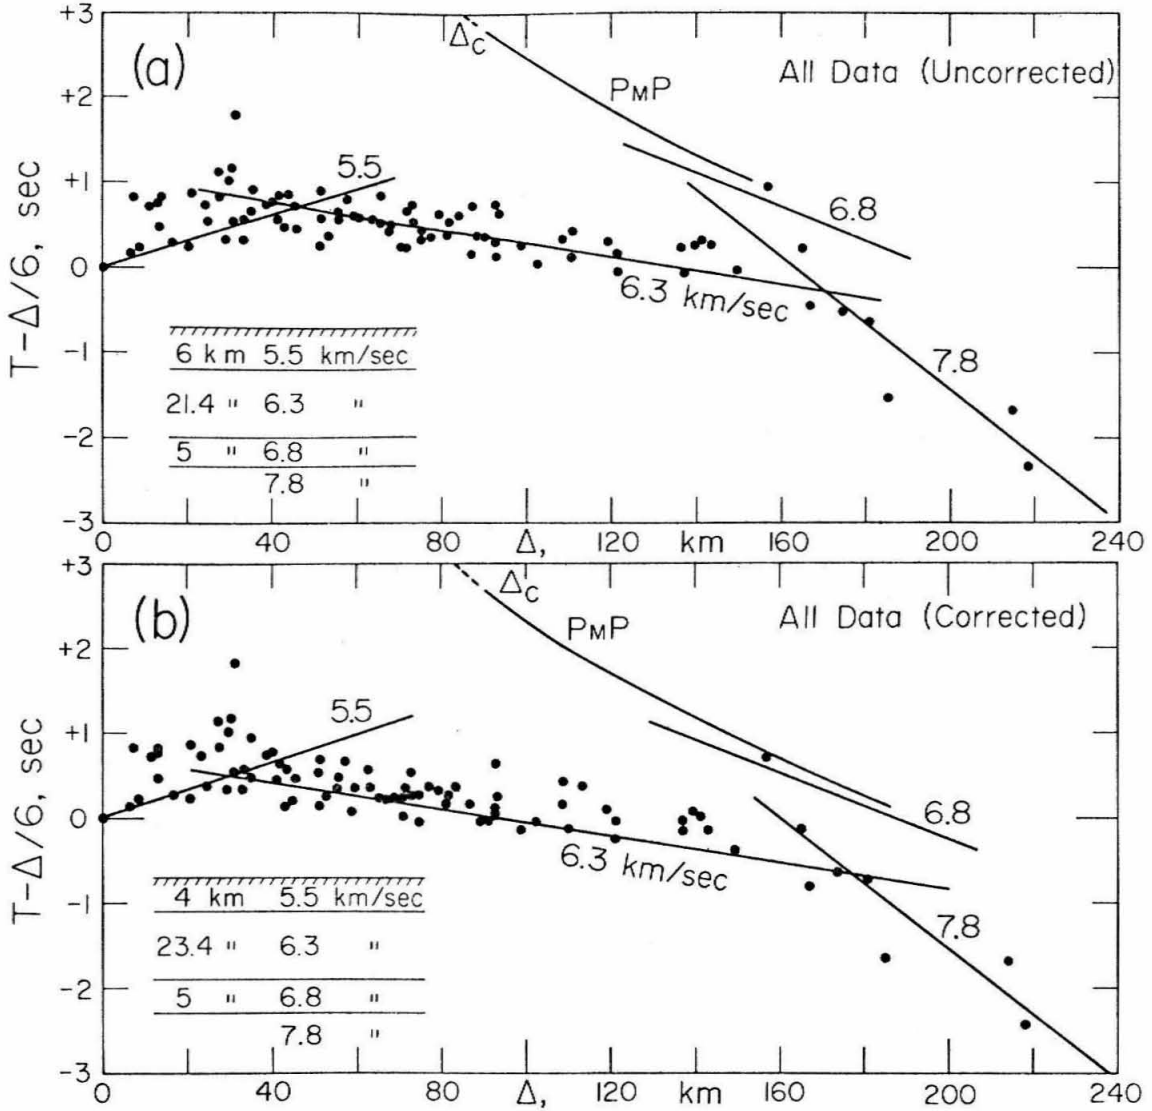 (a)
All Data (Uncorrected)
T-Δ/6, sec
+3
+2
+1
0
-1
-2
-3
Δc
PMP
5.5
6.8
6.3 km/sec
7.8
6 km 5.5 km/sec
21.4 " 6.3 "
5 " 6.8 "
7.8 "
0 40 80 Δ, 120 km 160 200 240
(b)
All Data (Corrected)
T-Δ/6, sec
+3
+2
+1
0
-1
-2
-3
Δc
PMP
5.5
6.8
6.3 km/sec
7.8
4 km 5.5 km/sec
23.4 " 6.3 "
5 " 6.8 "
7.8 "
0 40 80 Δ, 120 km 160 200 240